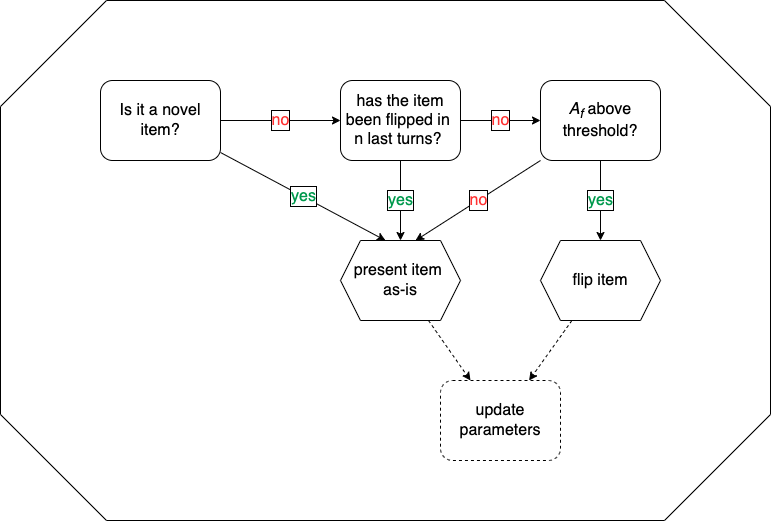 Is it a novel
item?
no
has the item
been flipped in
n last turns?
no
Af above
threshold?
yes
yes
no
yes
present item
as-is
flip item
update
parameters